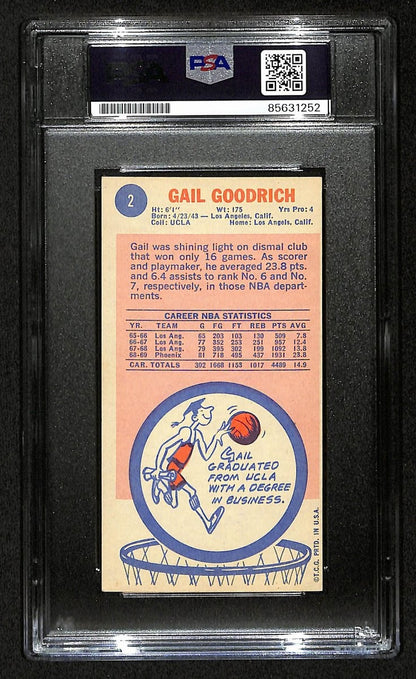 PSA
85631252
2
GAIL GOODRICH
Ht: 6'1" Wt: 175 Yrs Pro: 4
Born: 4/23/43 — Los Angeles, Calif.
Coll: UCLA Home: Los Angels, Calif.
Gail was shining light on dismal club
that won only 16 games. As scorer
and playmaker, he averaged 23.8 pts.
and 6.4 assists to rank No. 6 and No.
7, respectively, in those NBA depart-
ments.
CAREER NBA STATISTICS
YR. TEAM G FG FT REB PTS AVG
65-66 Los Ang. 65 203 103 130 509 7.8
66-67 Los Ang. 77 352 253 251 957 12.4
67-68 Los Ang. 79 395 302 199 1092 13.8
68-69 Phoenix 81 718 495 437 1931 23.8
CAR. TOTALS 302 1668 1153 1017 4489 14.9
GAIL
GRADUATED
FROM UCLA
WITH A DEGREE
IN BUSINESS.
©T.C.G. PRTD. IN U.S.A.